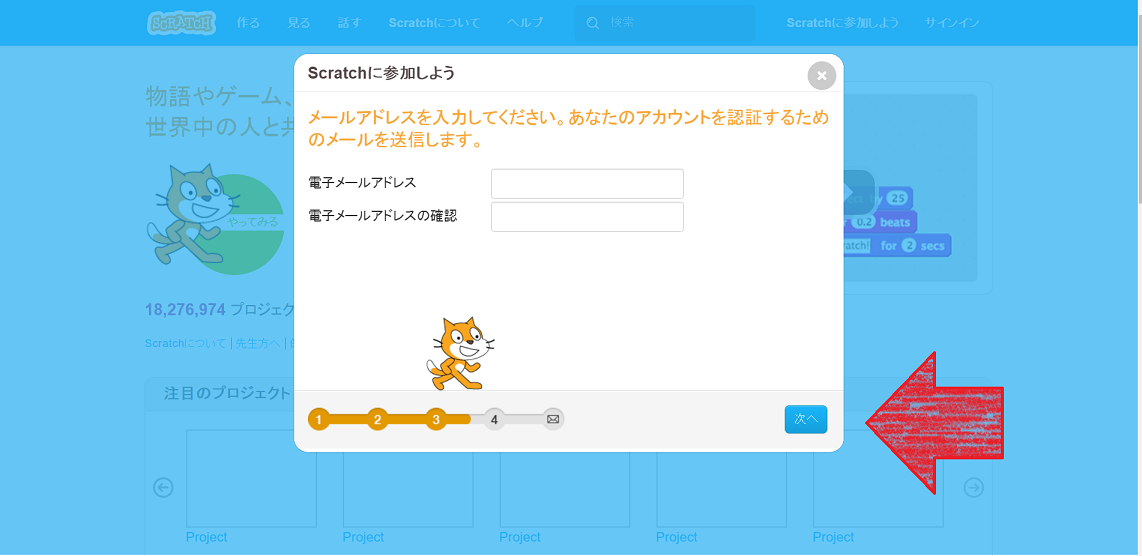 SCRATCH 作る 見る 話す Scratchについて ヘルプ 検索 Scratchに参加しよう サインイン
Scratchに参加しよう
物語やゲーム、
世界中の人と共
メールアドレスを入力してください。あなたのアカウントを認証するため
のメールを送信します。
電子メールアドレス
電子メールアドレスの確認
やってみる
by 25
0.2 beats
for 2 secs
18,276,974 プロジェク
Scratchについて | 先生方へ |
注目のプロジェクト
1 2 3 4
次へ
Project Project Project Project Project